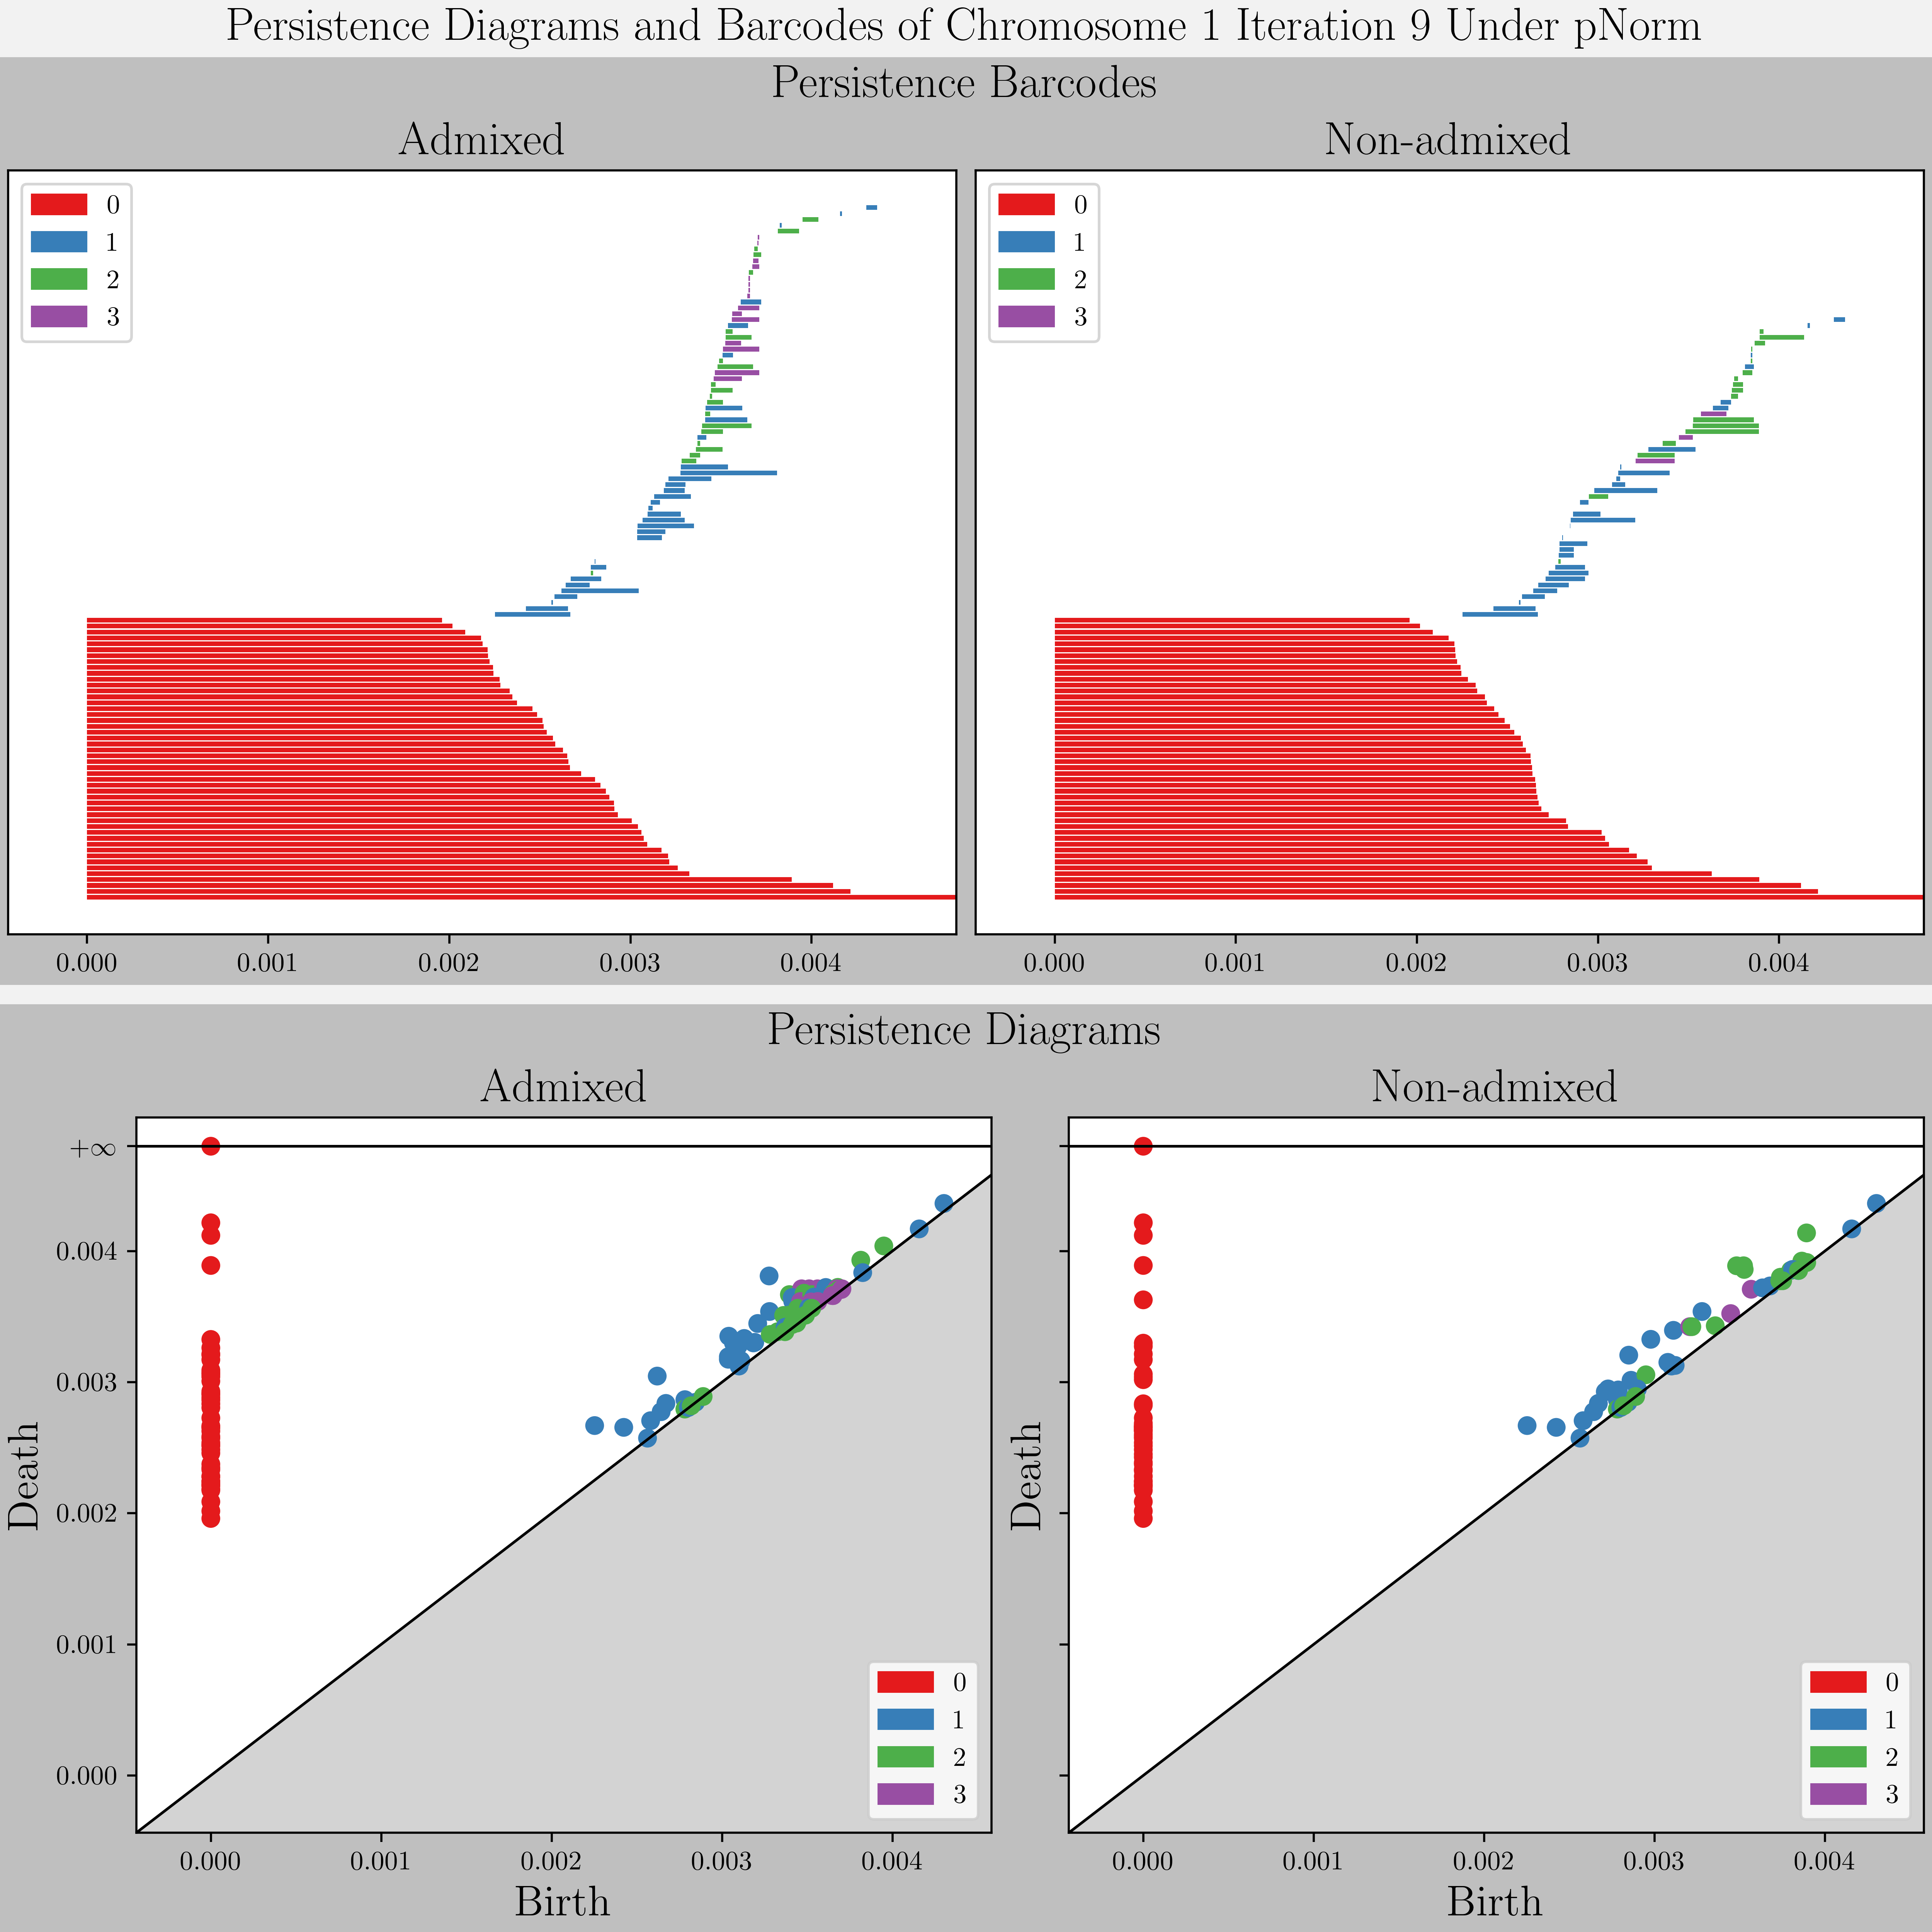 Persistence Diagrams and Barcodes of Chromosome 1 Iteration 9 Under pNorm
Persistence Barcodes
Admixed
0
1
2
3
0.000 0.001 0.002 0.003 0.004
Non-admixed
0
1
2
3
0.000 0.001 0.002 0.003 0.004
Persistence Diagrams
Admixed
Death
+∞
0.004
0.003
0.002
0.001
0.000
0
1
2
3
0.000 0.001 0.002 0.003 0.004
Birth
Non-admixed
Death
0
1
2
3
0.000 0.001 0.002 0.003 0.004
Birth